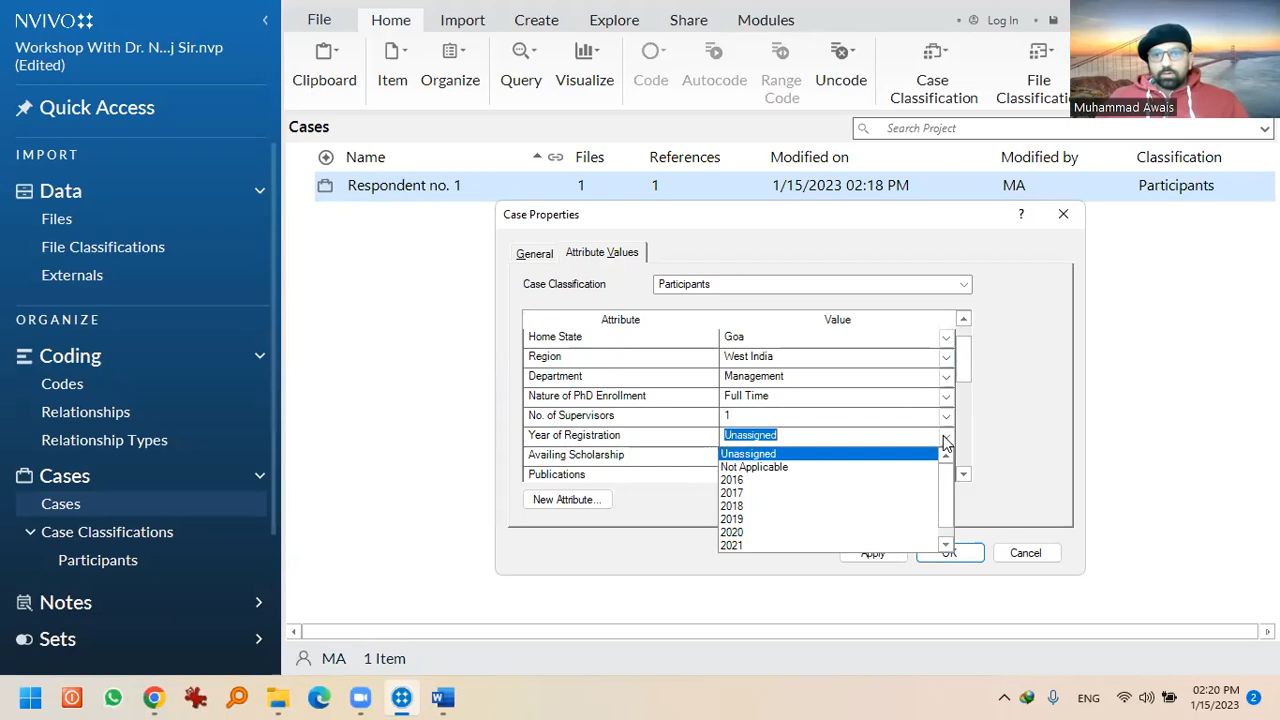 NVIVO
Workshop With Dr. N...j Sir.nvp
(Edited)
Quick Access
IMPORT
Data
Files
File Classifications
Externals
ORGANIZE
Coding
Codes
Relationships
Relationship Types
Cases
Cases
Case Classifications
Participants
Notes
Sets
File
Home
Import
Create
Explore
Share
Modules
Log In
Clipboard
Item
Organize
Query
Visualize
Code
Autocode
Range
Code
Uncode
Case
Classification
File
Muhammad Awais
Cases
Search Project
Name Files References Modified on Modified by Classification
Respondent no. 1 1 1 1/15/2023 02:18 PM MA Participants
Case Properties
?
General
Attribute Values
Case Classification Participants
Attribute Value
Home State Goa
Region West India
Department Management
Nature of PhD Enrollment Full Time
No. of Supervisors 1
Year of Registration Unassigned
Availing Scholarship
Publications
Unassigned
Not Applicable
2016
2017
2018
2019
2020
2021
New Attribute...
Apply
OK
Cancel
MA 1 Item
ENG
02:20 PM
1/15/2023
2